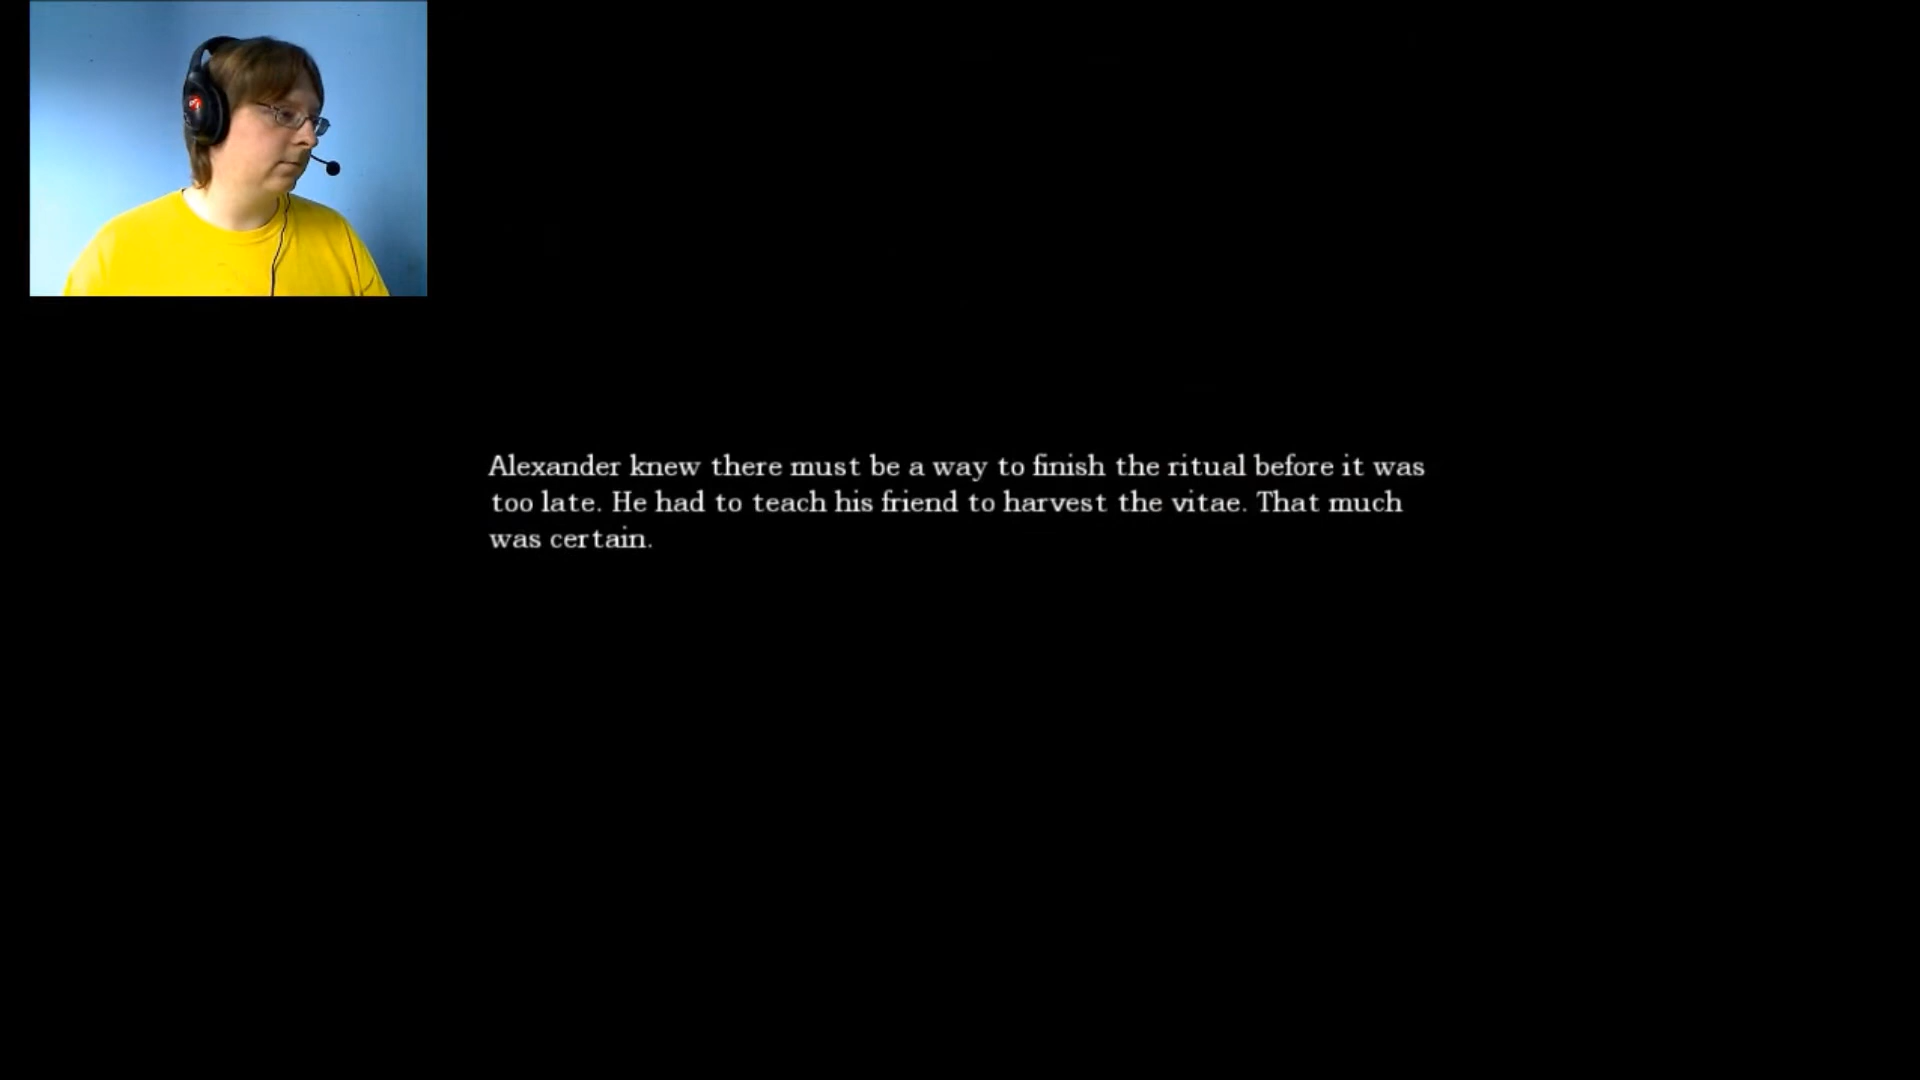 Alexander knew there must be a way to finish the ritual before it was
too late. He had to teach his friend to harvest the vitae. That much
was certain.